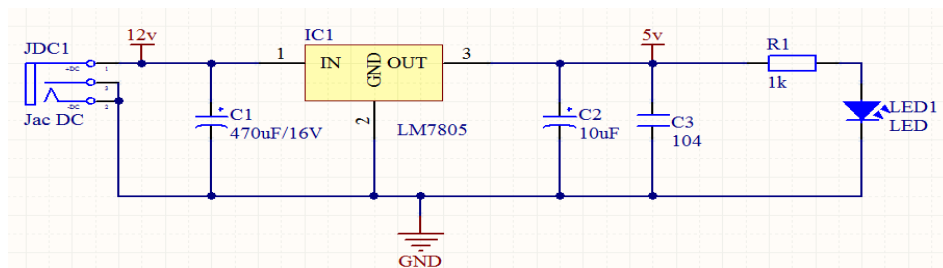 JDC1
12v
IC1
5v
R1
1
IN
GND
OUT
3
1k
Jac DC
C1
470uF/16V
2
LM7805
C2
10uF
C3
104
LED1
LED
GND